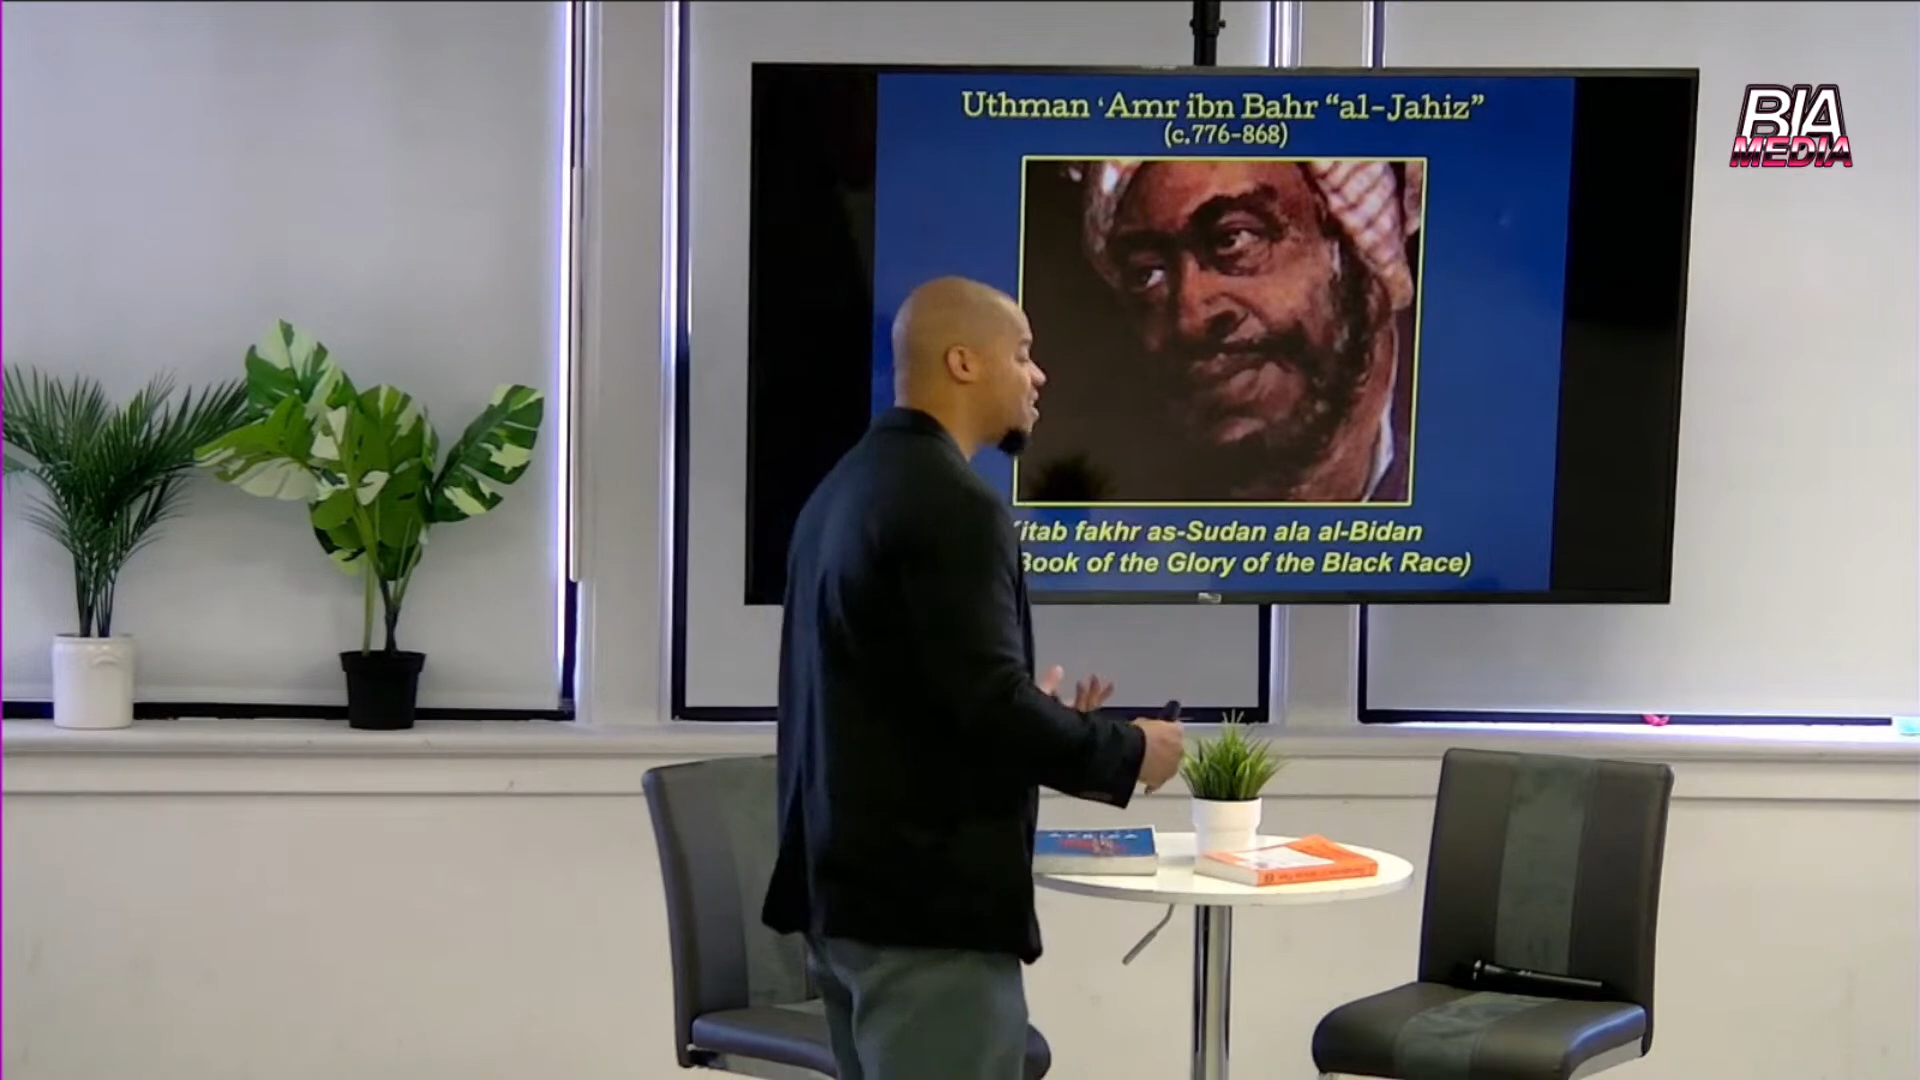 Uthman ‘Amr ibn Bahr “al-Jahiz”
(c.776-868)
BIA
MEDIA
itab fakhr as-Sudan ala al-Bidan
Book of the Glory of the Black Race)